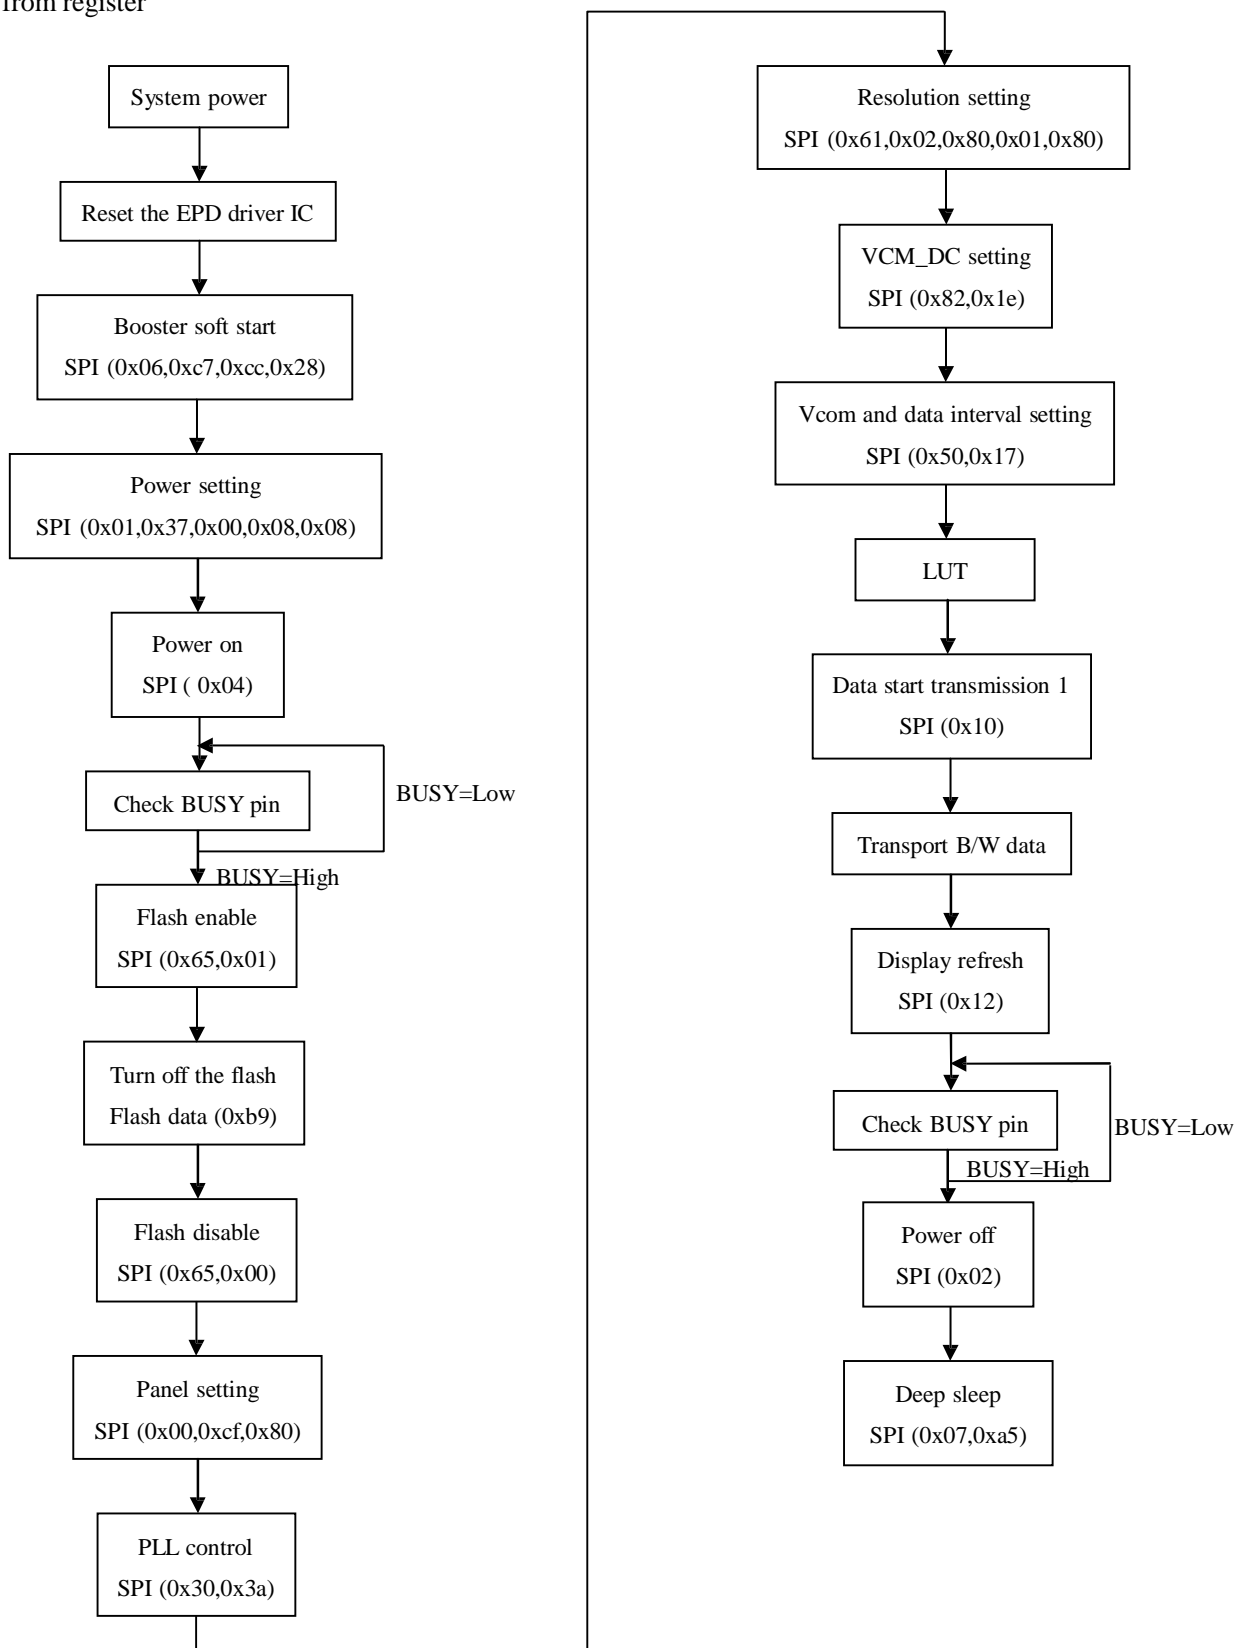 from register
System power
Reset the EPD driver IC
Booster soft start
SPI (0x06,0xc7,0xcc,0x28)
Power setting
SPI (0x01,0x37,0x00,0x08,0x08)
Power on
SPI ( 0x04)
Check BUSY pin
BUSY=Low
BUSY=High
Flash enable
SPI (0x65,0x01)
Turn off the flash
Flash data (0xb9)
Flash disable
SPI (0x65,0x00)
Panel setting
SPI (0x00,0xcf,0x80)
PLL control
SPI (0x30,0x3a)
Resolution setting
SPI (0x61,0x02,0x80,0x01,0x80)
VCM_DC setting
SPI (0x82,0x1e)
Vcom and data interval setting
SPI (0x50,0x17)
LUT
Data start transmission 1
SPI (0x10)
Transport B/W data
Display refresh
SPI (0x12)
Check BUSY pin
BUSY=Low
BUSY=High
Power off
SPI (0x02)
Deep sleep
SPI (0x07,0xa5)